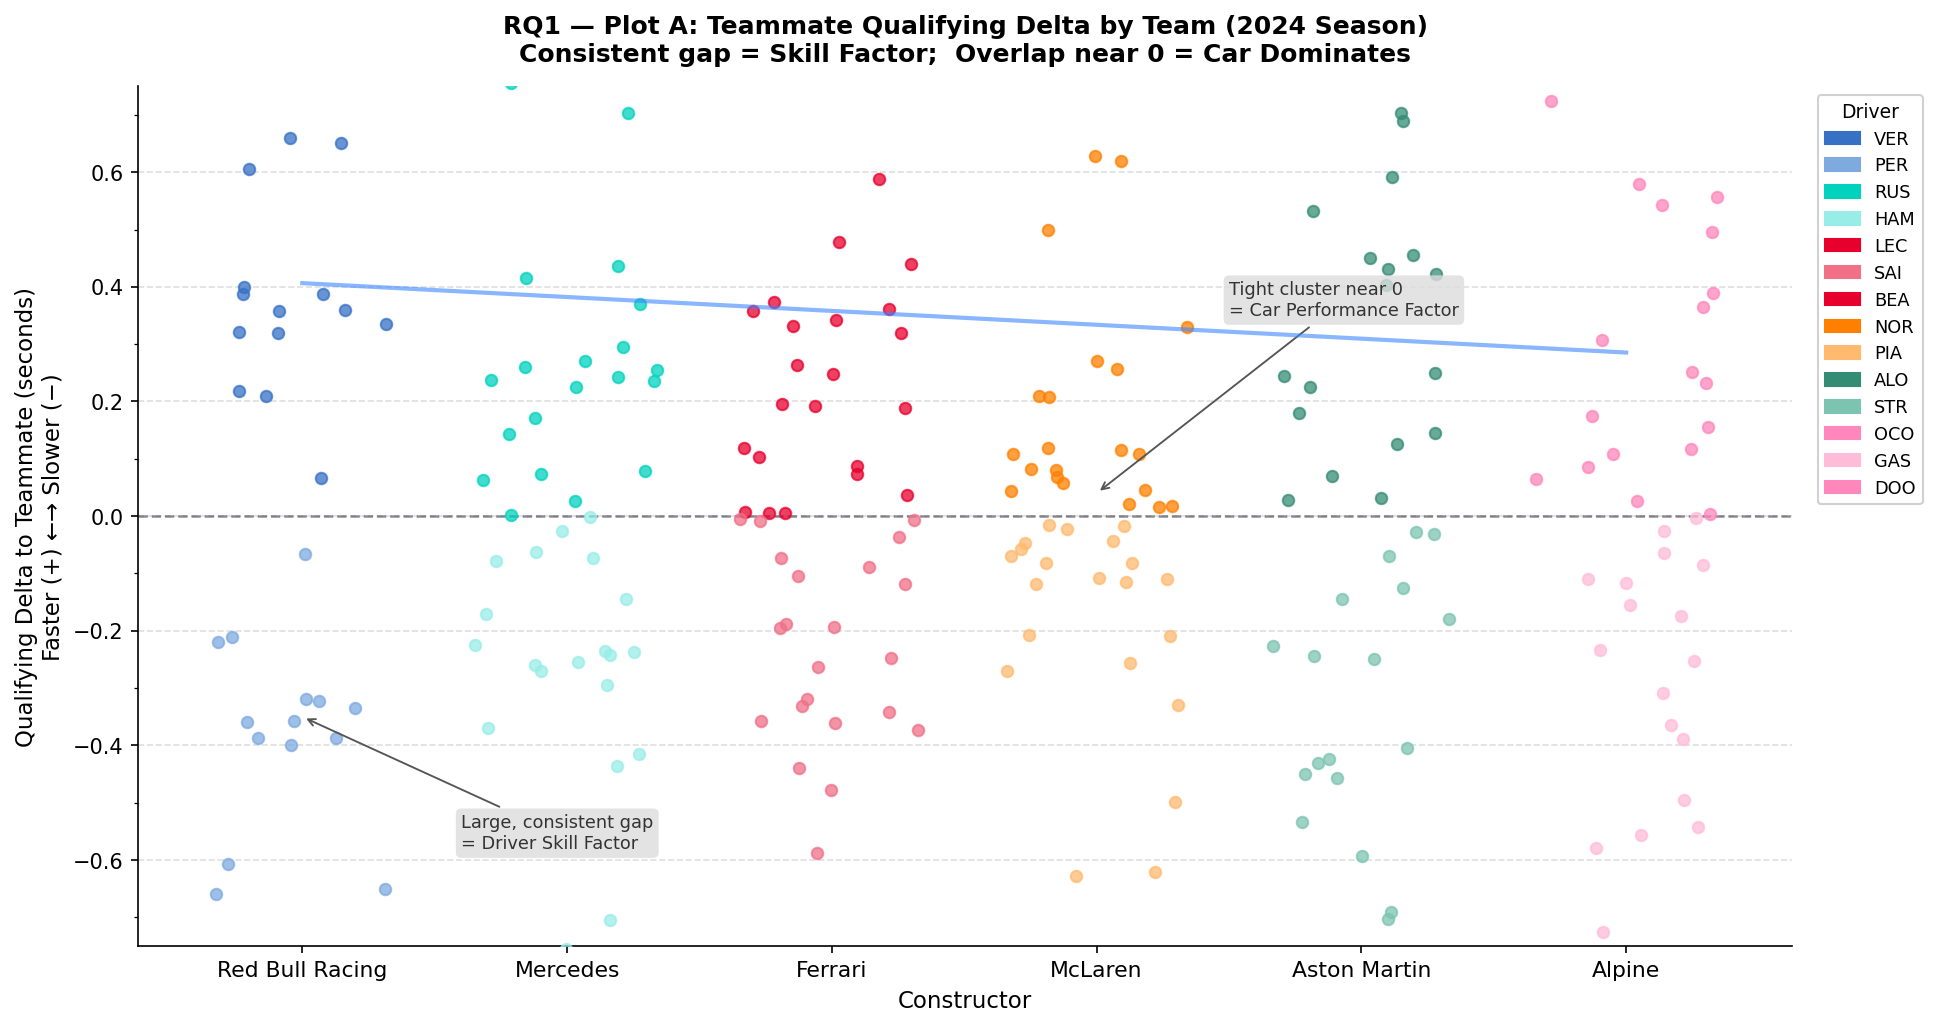 RQ1 — Plot A: Teammate Qualifying Delta by Team (2024 Season)
Consistent gap = Skill Factor;  Overlap near 0 = Car Dominates
Qualifying Delta to Teammate (seconds)
Faster (+) ←→ Slower (−)
0.6
0.4
0.2
0.0
−0.2
−0.4
−0.6
Tight cluster near 0
= Car Performance Factor
Large, consistent gap
= Driver Skill Factor
Red Bull Racing
Mercedes
Ferrari
McLaren
Aston Martin
Alpine
Constructor
Driver
VER
PER
RUS
HAM
LEC
SAI
BEA
NOR
PIA
ALO
STR
OCO
GAS
DOO